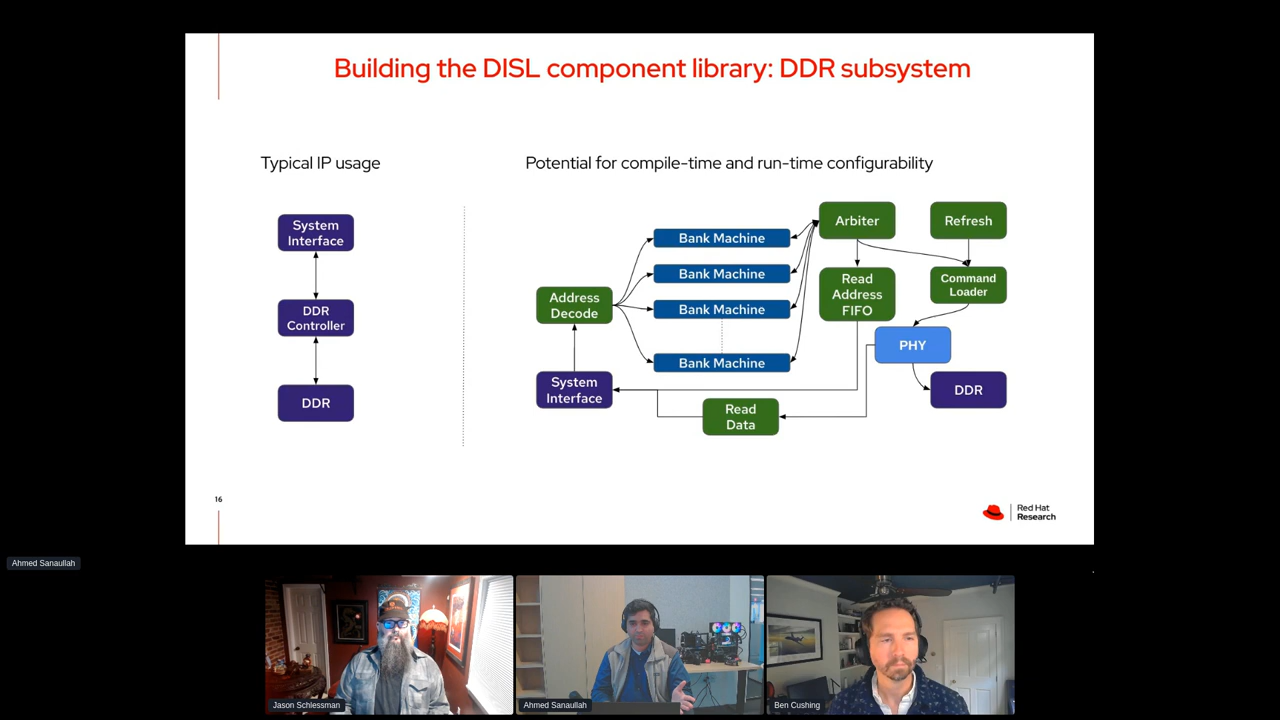 Building the DISL component library: DDR subsystem
Typical IP usage
Potential for compile-time and run-time configurability
System
Interface
DDR
Controller
DDR
Address
Decode
System
Interface
Bank Machine
Bank Machine
Bank Machine
Bank Machine
Arbiter
Refresh
Read
Address
FIFO
Command
Loader
PHY
DDR
Read
Data
16
Red Hat
Research
Ahmed Sanaullah
Jason Schlessman
Ahmed Sanaullah
Ben Cushing